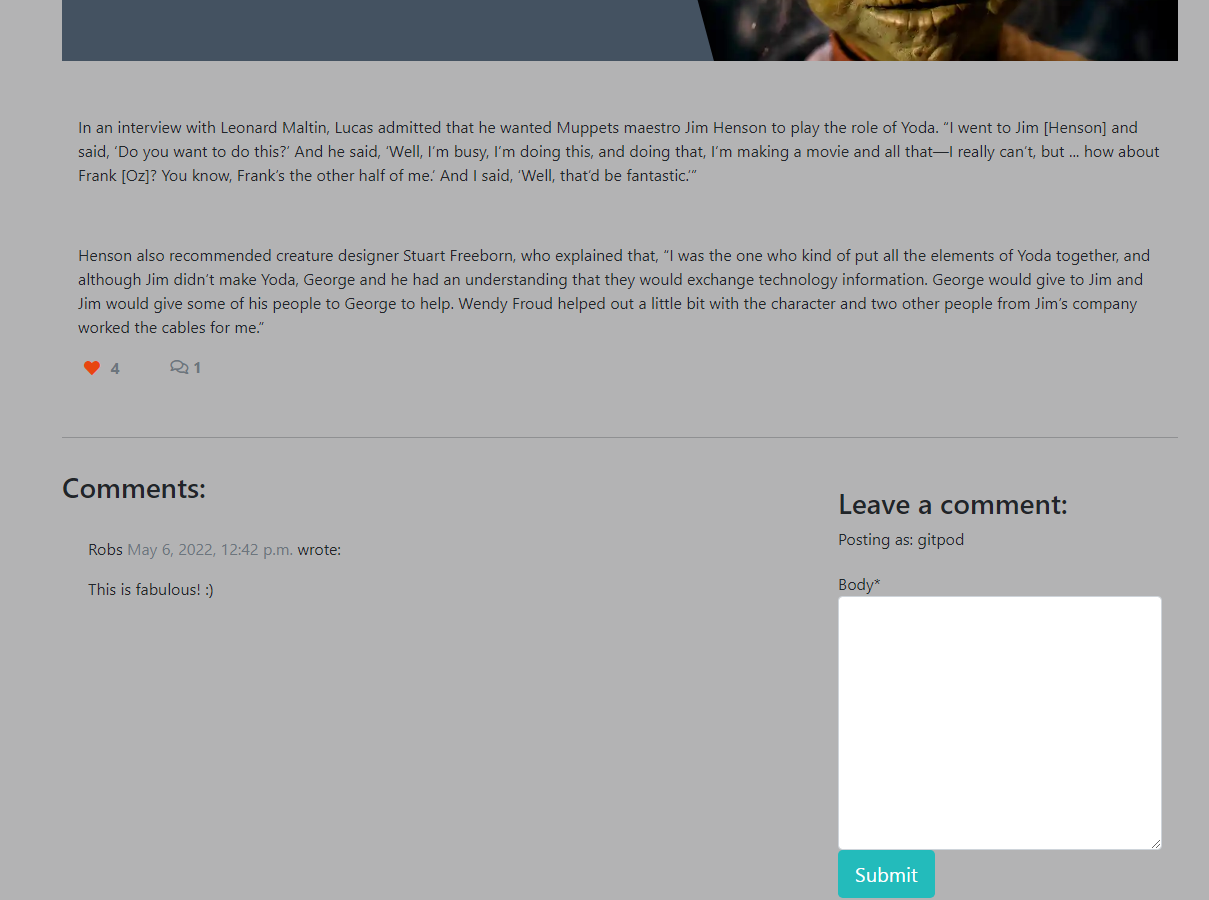 In an interview with Leonard Maltin, Lucas admitted that he wanted Muppets maestro Jim Henson to play the role of Yoda. “I went to Jim [Henson] and
said, ‘Do you want to do this?’ And he said, ‘Well, I’m busy, I’m doing this, and doing that, I’m making a movie and all that—I really can’t, but ... how about
Frank [Oz]? You know, Frank’s the other half of me.’ And I said, ‘Well, that’d be fantastic.’”
Henson also recommended creature designer Stuart Freeborn, who explained that, “I was the one who kind of put all the elements of Yoda together, and
although Jim didn’t make Yoda, George and he had an understanding that they would exchange technology information. George would give to Jim and
Jim would give some of his people to George to help. Wendy Froud helped out a little bit with the character and two other people from Jim’s company
worked the cables for me.”
4 1
Comments:
Robs May 6, 2022, 12:42 p.m. wrote:
This is fabulous! :)
Leave a comment:
Posting as: gitpod
Body*
Submit